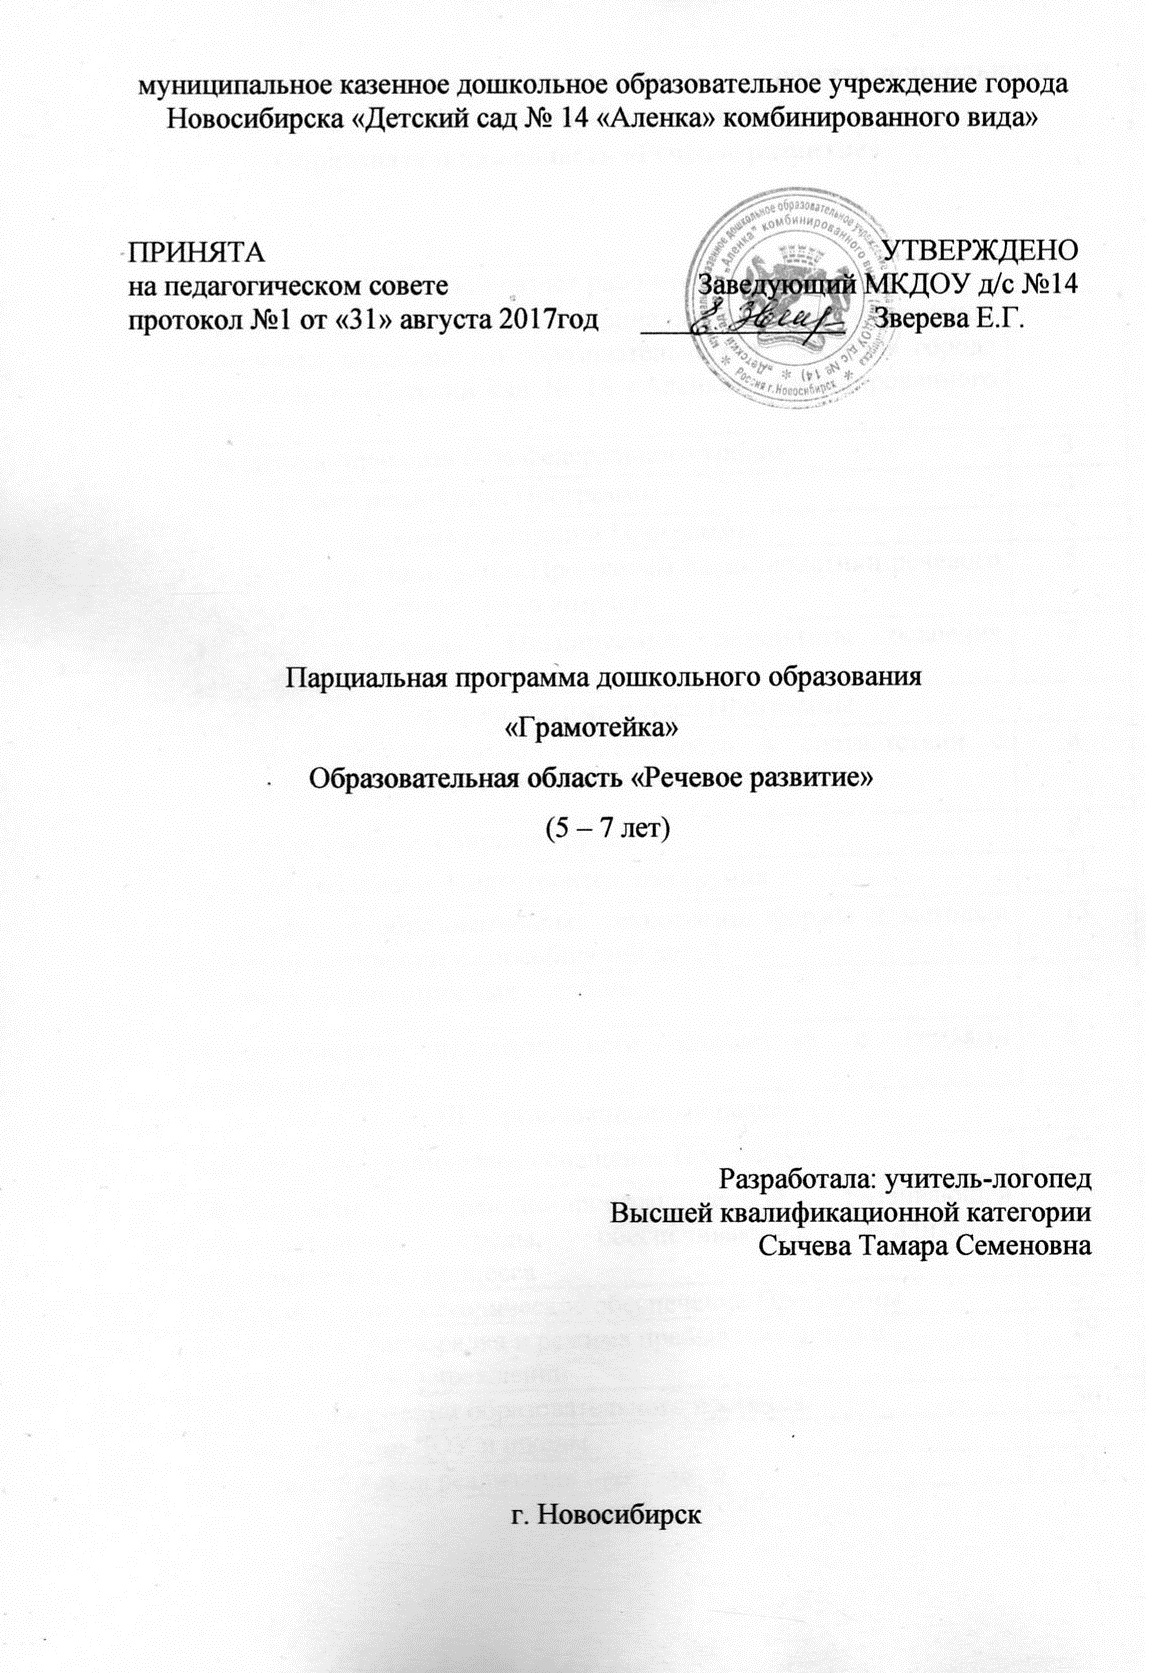 муниципальное казенное дошкольное образовательное учреждение города
Новосибирска «Детский сад № 14 «Аленка» комбинированного вида»
ПРИНЯТА
на педагогическом совете
протокол №1 от «31» августа 2017год
УТВЕРЖДЕНО
Заведующий МКДОУ д/с №14
Зверева Е.Г.
Парциальная программа дошкольного образования
«Грамотейка»
Образовательная область «Речевое развитие»
(5 – 7 лет)
Разработала: учитель-логопед
Высшей квалификационной категории
Сычева Тамара Семеновна
г. Новосибирск